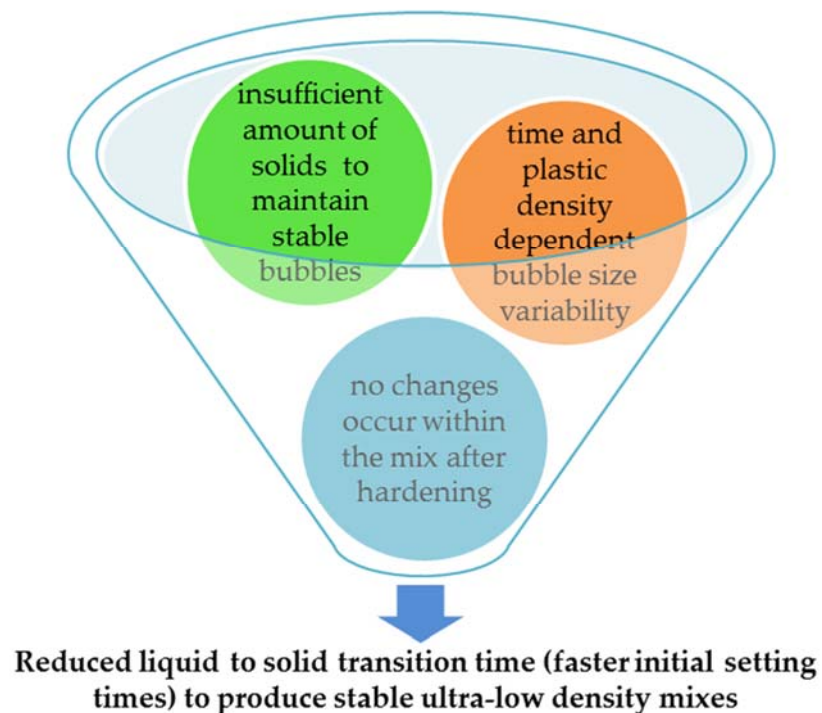 insufficient
amount of
solids to
maintain
stable
bubbles
time and
plastic
density
dependent
bubble size
variability
no changes
occur within
the mix after
hardening
Reduced liquid to solid transition time (faster initial setting
times) to produce stable ultra-low density mixes